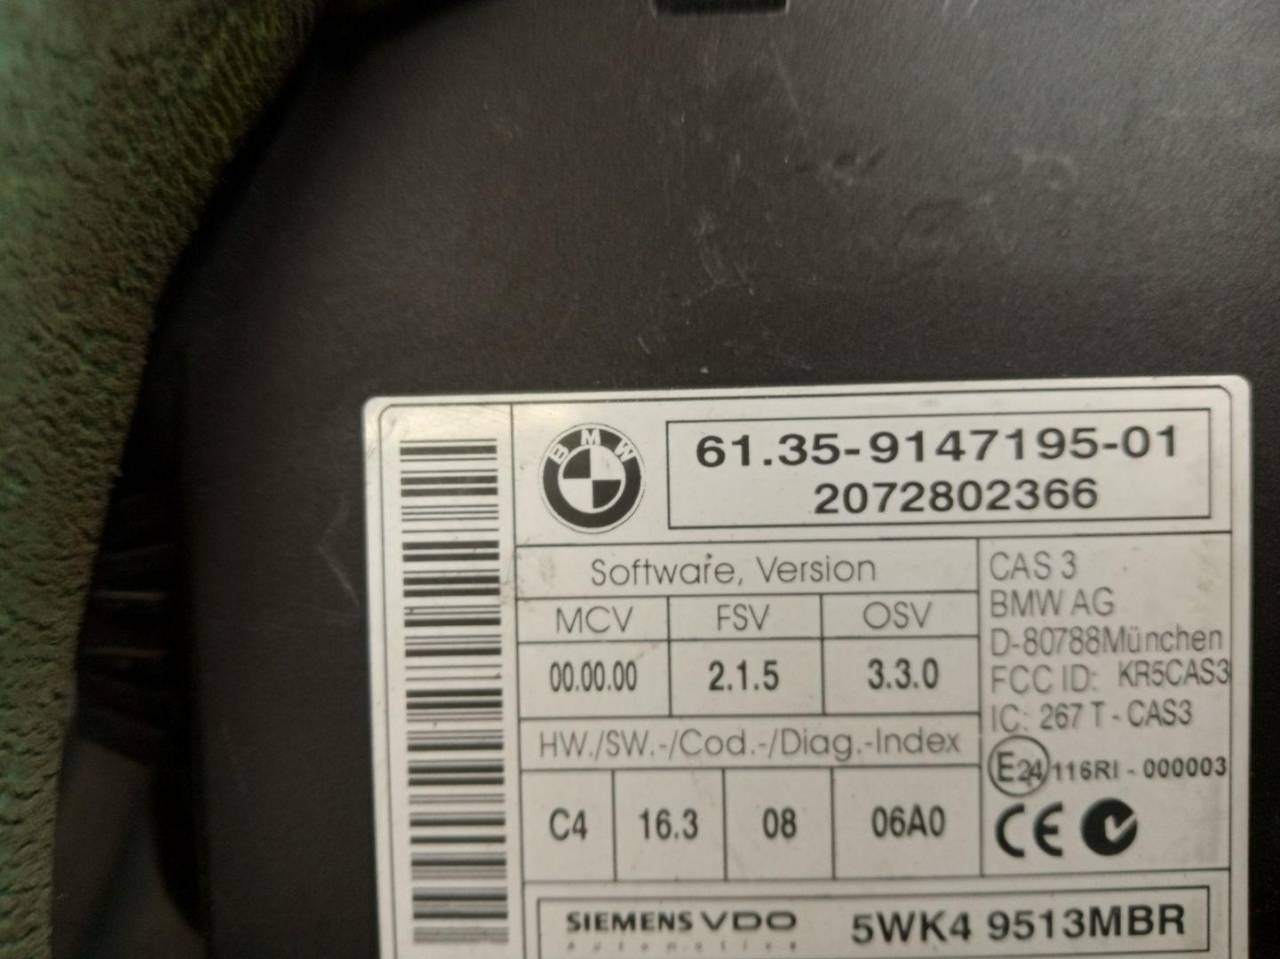 BMW
61.35-9147195-01
2072802366
Software, Version
MCV FSV OSV
00.00.00 2.1.5 3.3.0
HW./SW.-/Cod.-/Diag.-Index
C4 16.3 08 06A0
CAS 3
BMW AG
D-80788München
FCC ID: KR5CAS3
IC: 267 T - CAS3
E24 116RI - 000003
CE
SIEMENS VDO
Automotive
5WK4 9513MBR